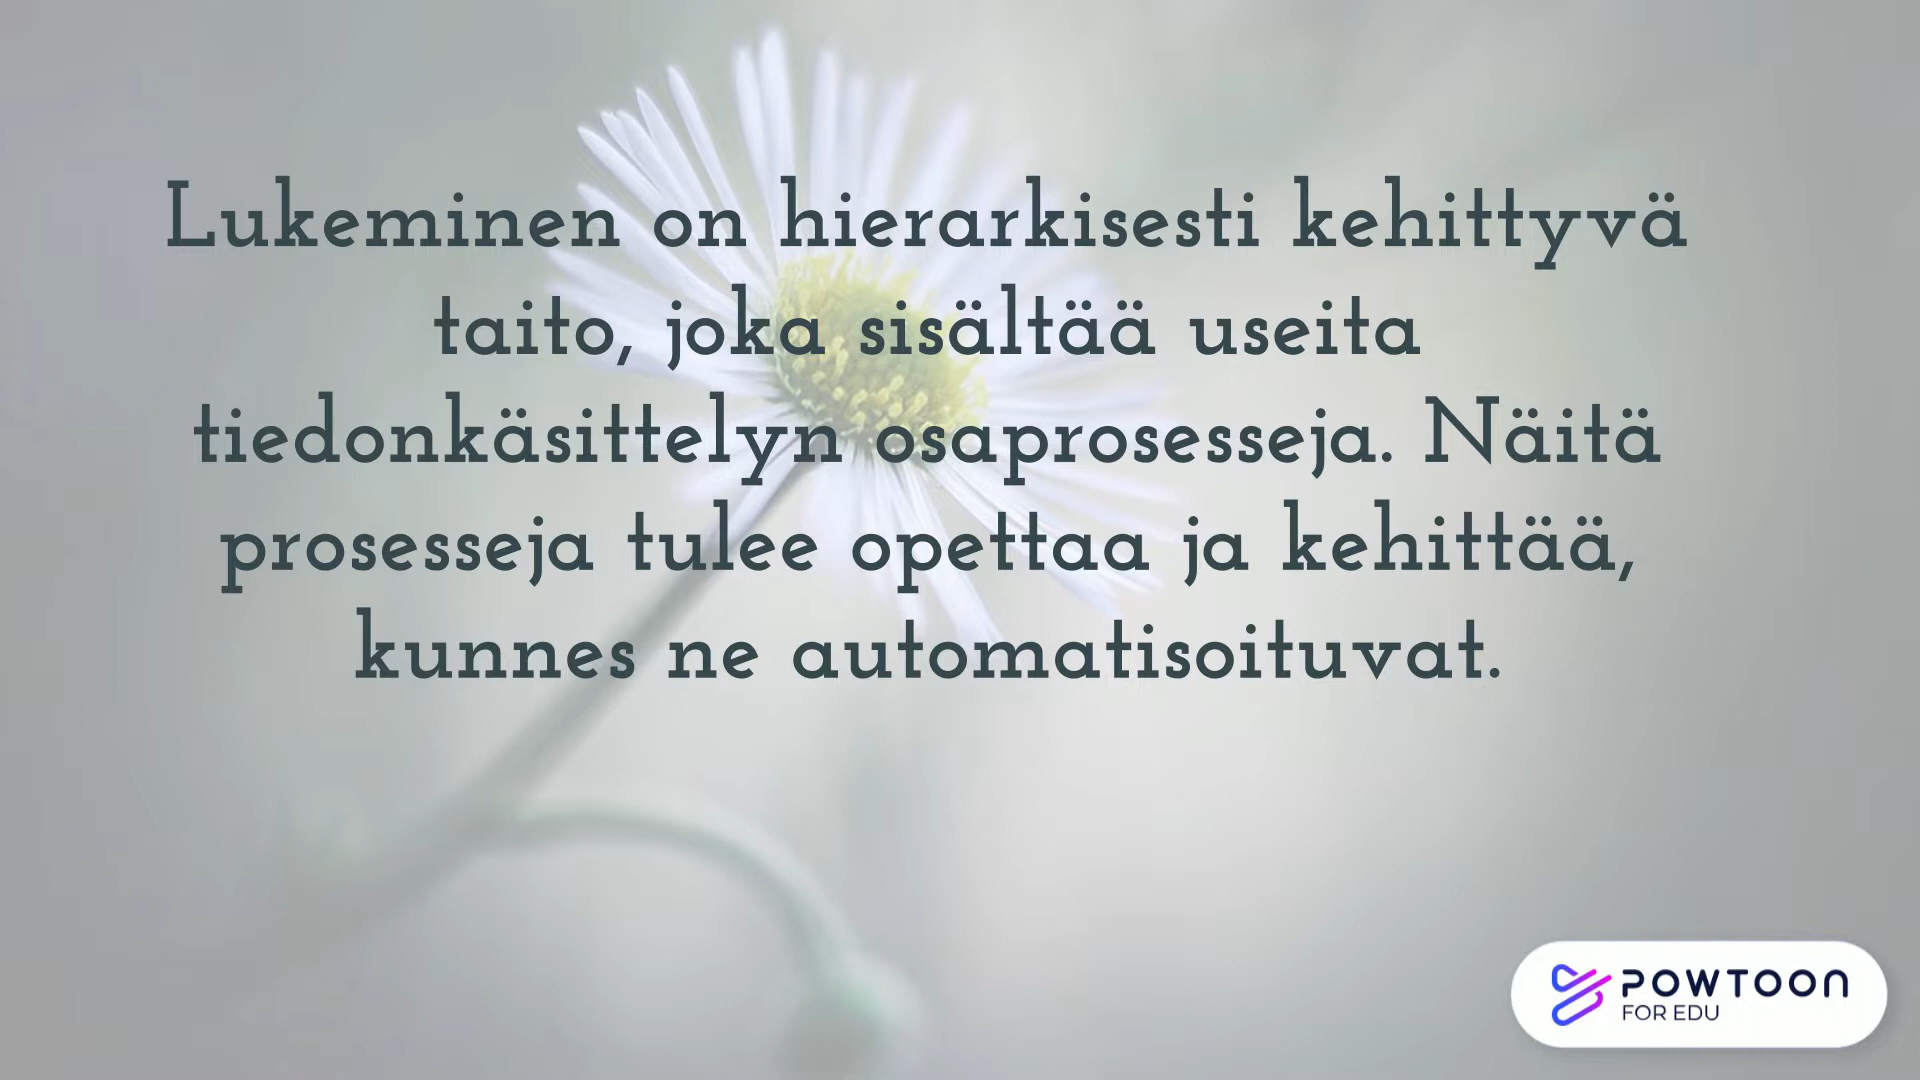 Lukeminen on hierarkisesti kehittyvä
taito, joka sisältää useita
tiedonkäsittelyn osaprosesseja. Näitä
prosesseja tulee opettaa ja kehittää,
kunnes ne automatisoituvat.
POWTOON
FOR EDU